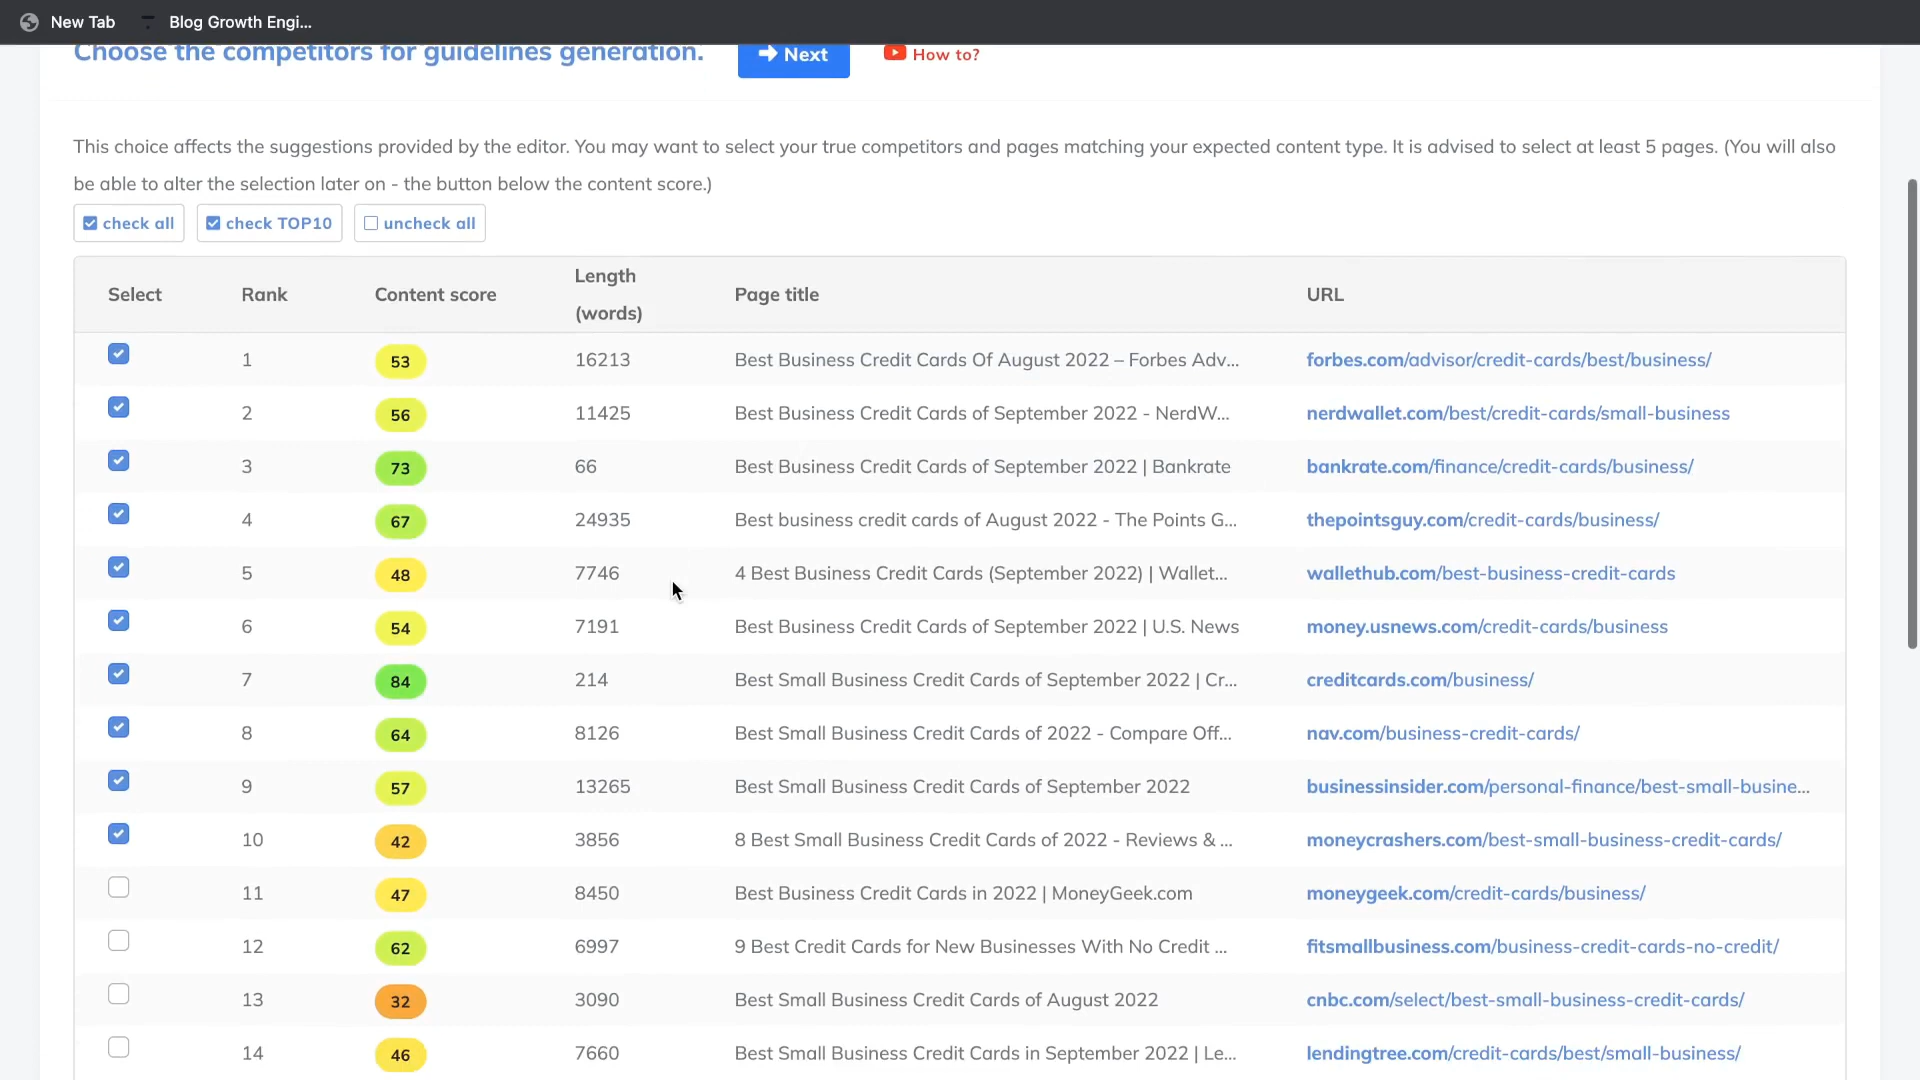 New Tab
Blog Growth Engi...
Choose the competitors for guidelines generation.
Next
How to?
This choice affects the suggestions provided by the editor. You may want to select your true competitors and pages matching your expected content type. It is advised to select at least 5 pages. (You will also
be able to alter the selection later on - the button below the content score.)
check all
check TOP10
uncheck all
Select Rank Content score Length (words) Page title URL
1 53 16213 Best Business Credit Cards Of August 2022 – Forbes Adv... forbes.com/advisor/credit-cards/best/business/
2 56 11425 Best Business Credit Cards of September 2022 - NerdW... nerdwallet.com/best/credit-cards/small-business
3 73 66 Best Business Credit Cards of September 2022 | Bankrate bankrate.com/finance/credit-cards/business/
4 67 24935 Best business credit cards of August 2022 - The Points G... thepointsguy.com/credit-cards/business/
5 48 7746 4 Best Business Credit Cards (September 2022) | Wallet... wallethub.com/best-business-credit-cards
6 54 7191 Best Business Credit Cards of September 2022 | U.S. News money.usnews.com/credit-cards/business
7 84 214 Best Small Business Credit Cards of September 2022 | Cr... creditcards.com/business/
8 64 8126 Best Small Business Credit Cards of 2022 - Compare Off... nav.com/business-credit-cards/
9 57 13265 Best Small Business Credit Cards of September 2022 businessinsider.com/personal-finance/best-small-busine...
10 42 3856 8 Best Small Business Credit Cards of 2022 - Reviews & ... moneycrashers.com/best-small-business-credit-cards/
11 47 8450 Best Business Credit Cards in 2022 | MoneyGeek.com moneygeek.com/credit-cards/business/
12 62 6997 9 Best Credit Cards for New Businesses With No Credit ... fitsmallbusiness.com/business-credit-cards-no-credit/
13 32 3090 Best Small Business Credit Cards of August 2022 cnbc.com/select/best-small-business-credit-cards/
14 46 7660 Best Small Business Credit Cards in September 2022 | Le... lendingtree.com/credit-cards/best/small-business/